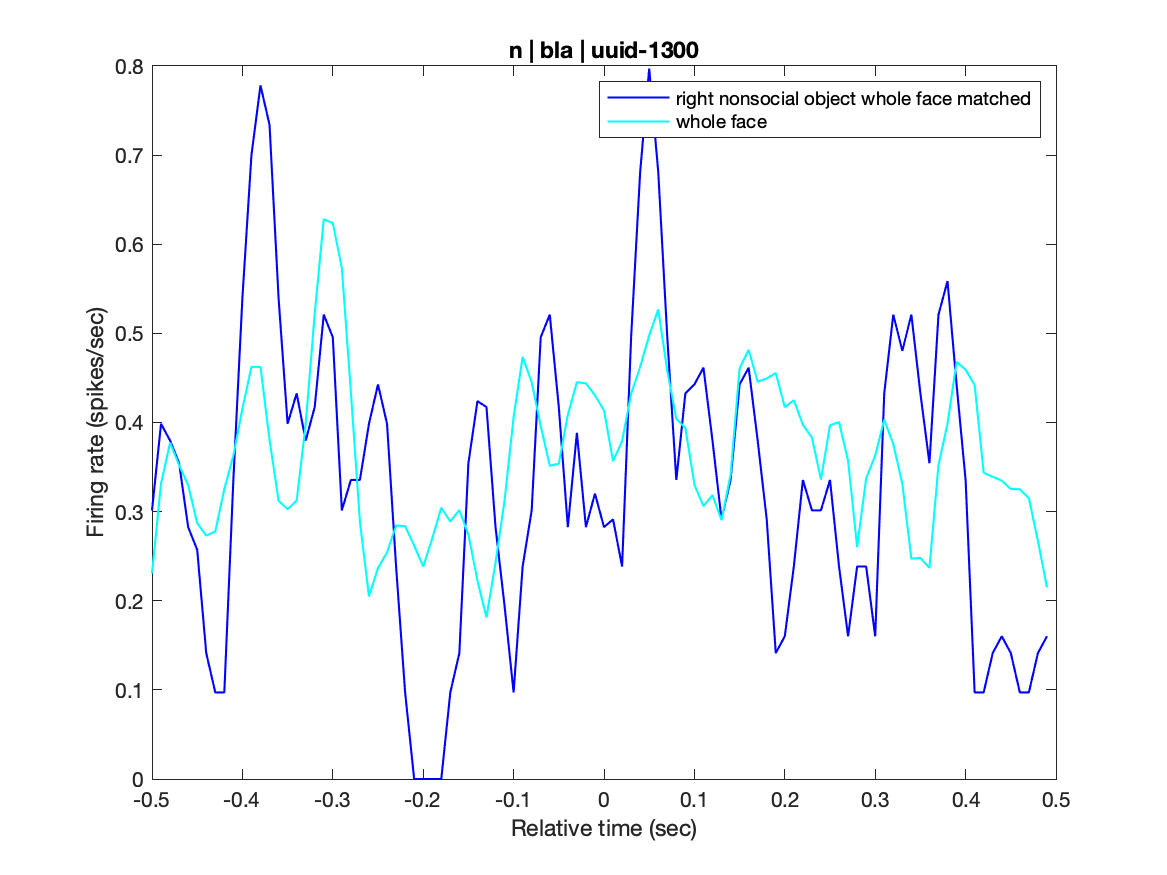 n | bla | uuid-1300
right nonsocial object whole face matched
whole face
Firing rate (spikes/sec)
0.8
0.7
0.6
0.5
0.4
0.3
0.2
0.1
0
-0.5 -0.4 -0.3 -0.2 -0.1 0 0.1 0.2 0.3 0.4 0.5
Relative time (sec)